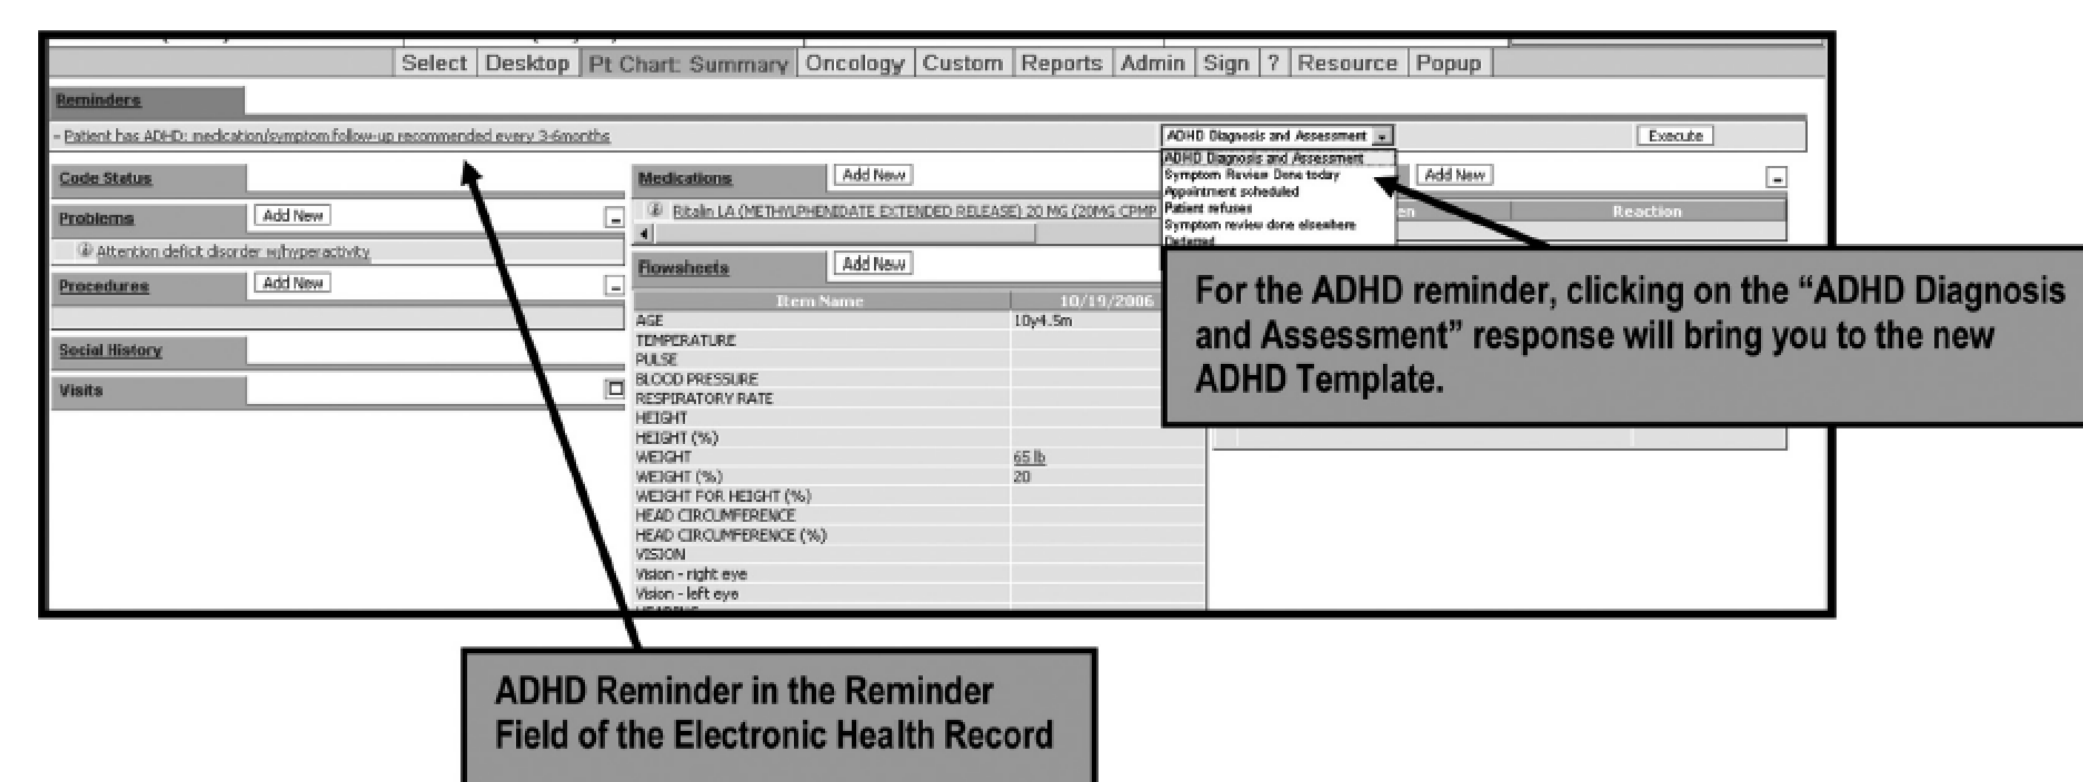 Select Desktop Pt Chart: Summary Oncology Custom Reports Admin Sign ? Resource Popup
Reminders
- Patient has ADHD: medication/symptom follow-up recommended every 3-6months
ADHD Diagnosis and Assessment
Execute
ADHD Diagnosis and Assessment
Symptom Review Done today
Appointment scheduled
Patient refuses
Symptom review done elsewhere
Deferred
Code Status
Problems Add New
Attention deficit disorder w/hyperactivity
Procedures Add New
Social History
Visits
Medications Add New
Ritalin LA (METHYLPHENIDATE EXTENDED RELEASE) 20 MG (20MG CPMP
Flowsheets Add New
Item Name 10/19/2006
AGE 10y4.5m
TEMPERATURE
PULSE
BLOOD PRESSURE
RESPIRATORY RATE
HEIGHT
HEIGHT (%)
WEIGHT 65 lb
WEIGHT (%) 20
WEIGHT FOR HEIGHT (%)
HEAD CIRCUMFERENCE
HEAD CIRCUMFERENCE (%)
VISION
Vision - right eye
Vision - left eye
Add New
Reaction
For the ADHD reminder, clicking on the “ADHD Diagnosis
and Assessment” response will bring you to the new
ADHD Template.
ADHD Reminder in the Reminder
Field of the Electronic Health Record